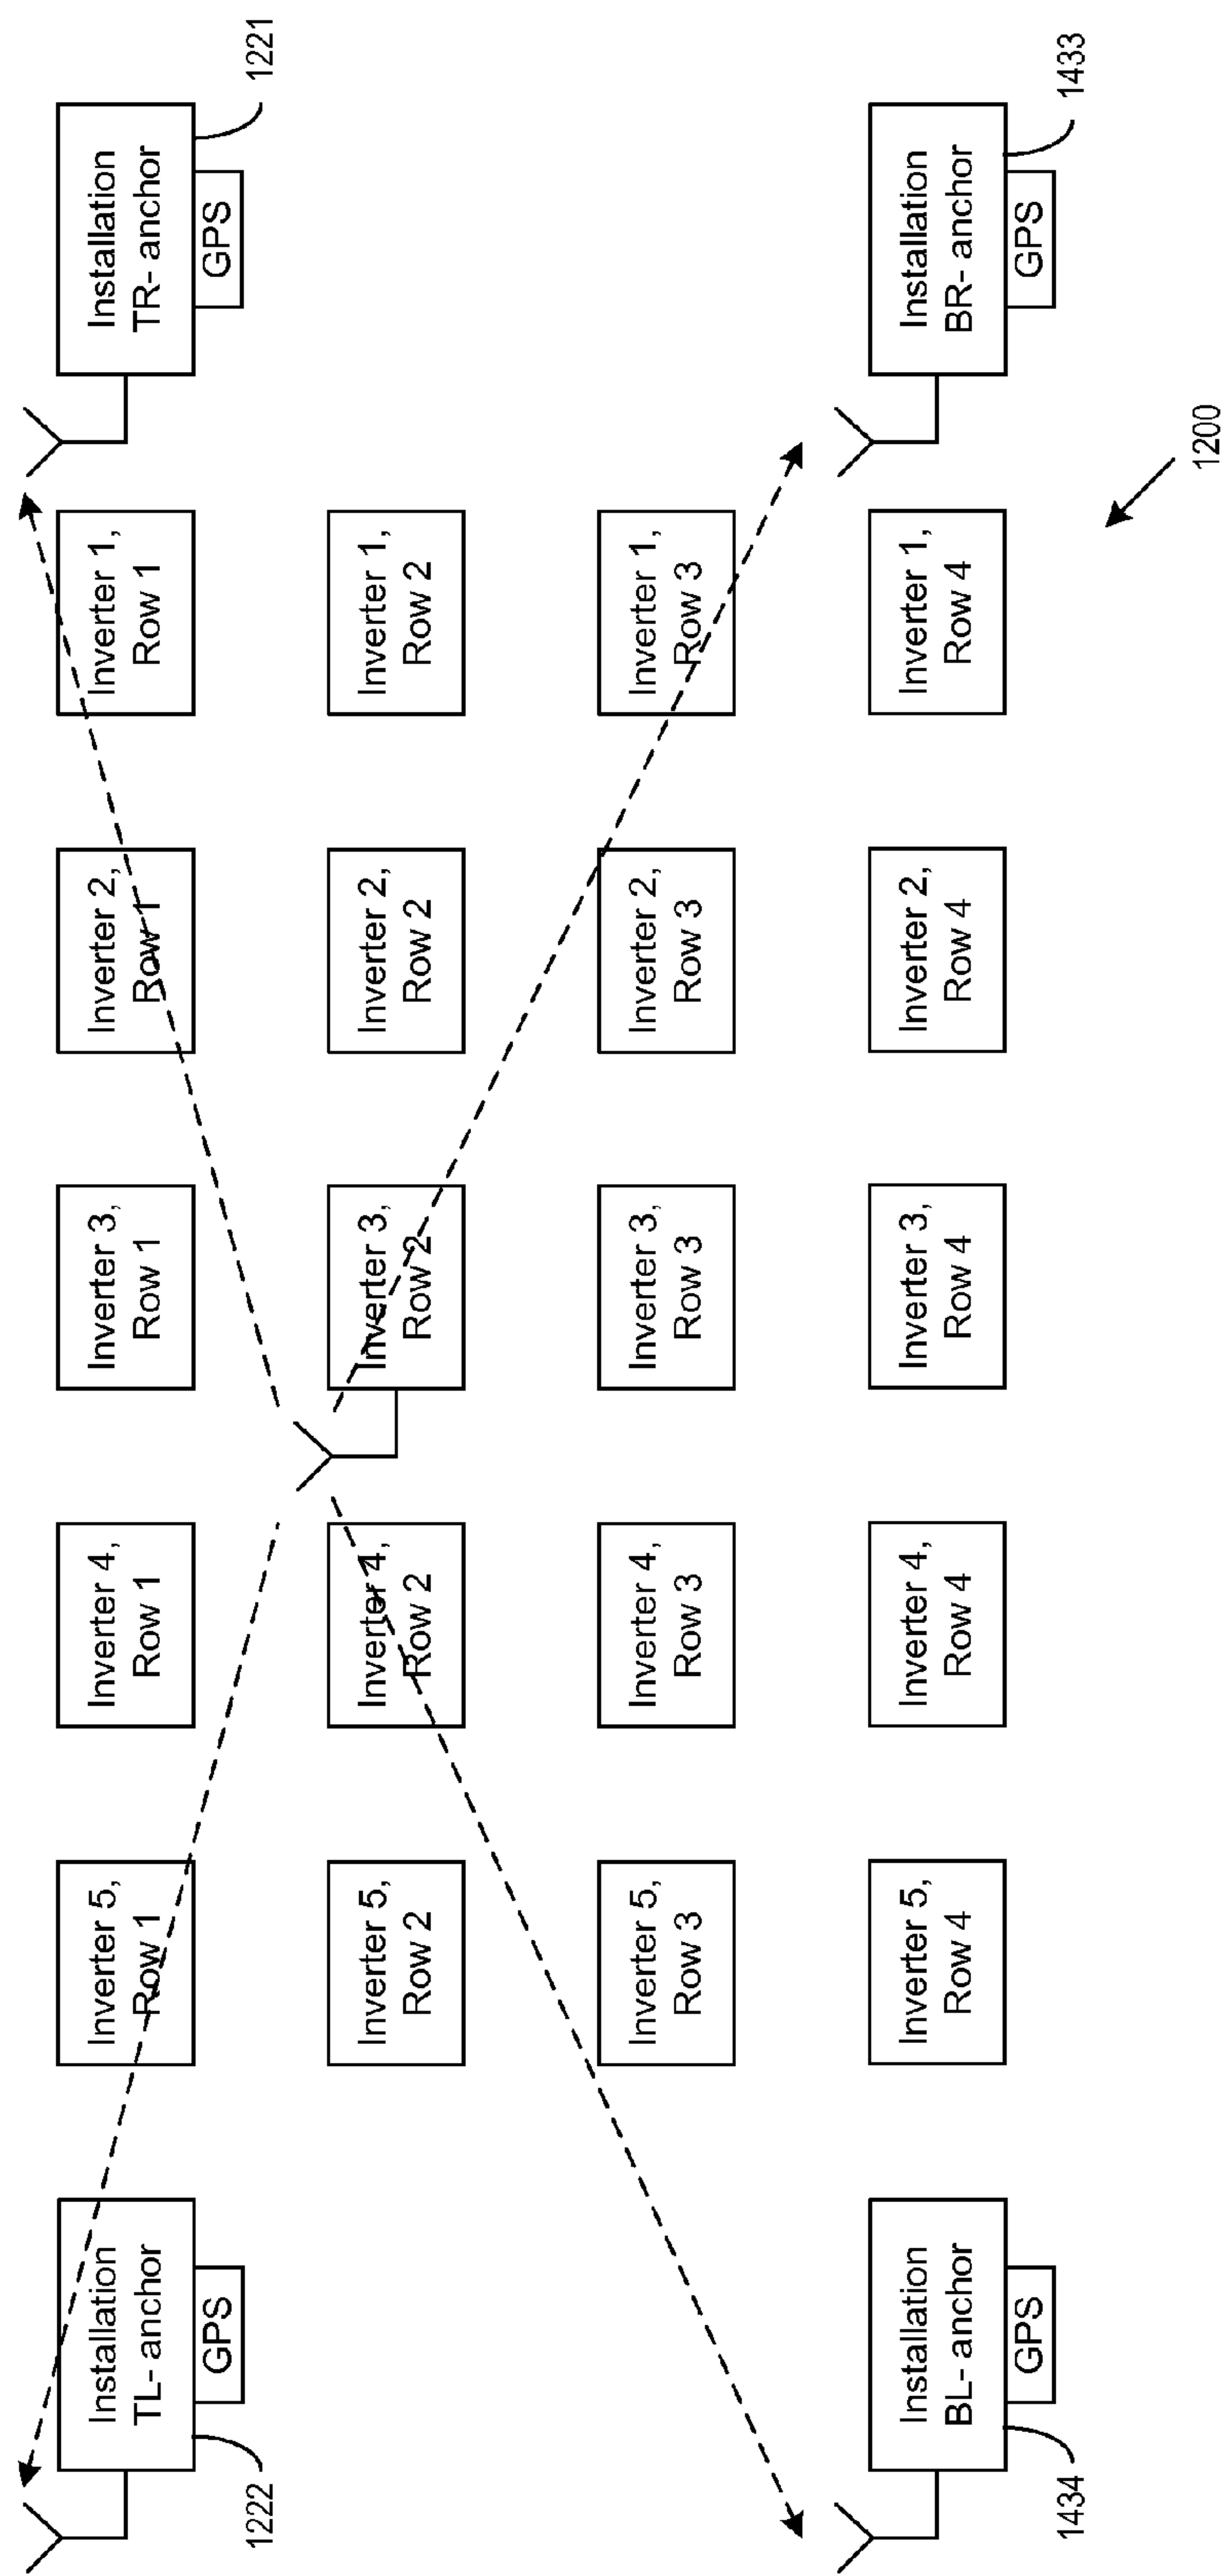 1222
Installation
TL- anchor
GPS
Inverter 5,
Row 1
Inverter 4,
Row 1
Inverter 3,
Row 1
Inverter 2,
Row 1
Inverter 1,
Row 1
Installation
TR- anchor
GPS
1221
Inverter 5,
Row 2
Inverter 4,
Row 2
Inverter 3,
Row 2
Inverter 2,
Row 2
Inverter 1,
Row 2
Inverter 5,
Row 3
Inverter 4,
Row 3
Inverter 3,
Row 3
Inverter 2,
Row 3
Inverter 1,
Row 3
1434
Installation
BL- anchor
GPS
Inverter 5,
Row 4
Inverter 4,
Row 4
Inverter 3,
Row 4
Inverter 2,
Row 4
Inverter 1,
Row 4
Installation
BR- anchor
GPS
1433
1200